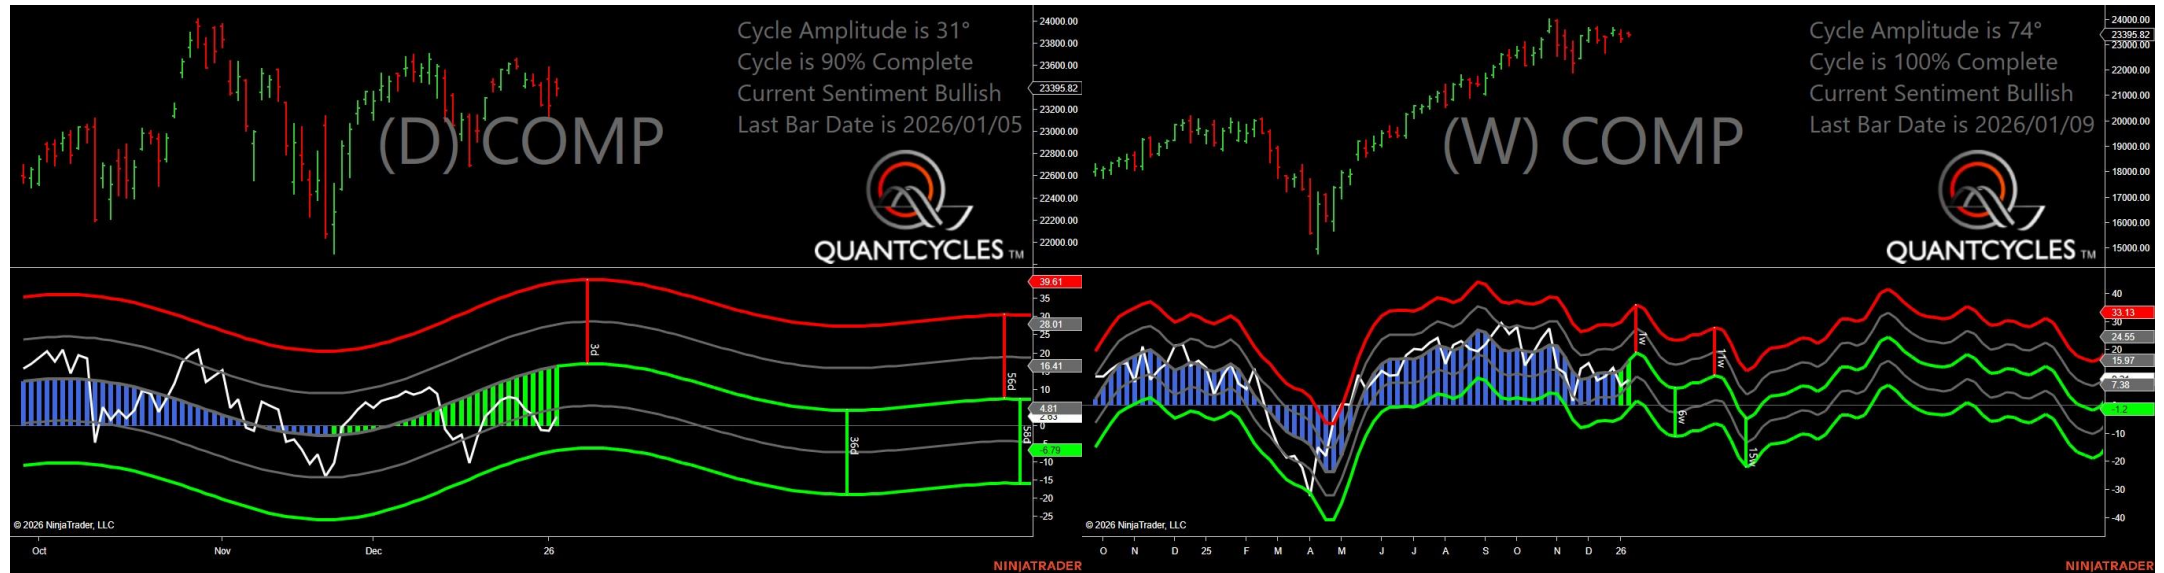 Cycle Amplitude is 31°
Cycle is 90% Complete
Current Sentiment Bullish
Last Bar Date is 2026/01/05
(D) COMP
QUANTCYCLES TM
24000.00
23800.00
23600.00
23395.82
23200.00
23000.00
22800.00
22600.00
22400.00
22200.00
22000.00
39.61
35
30
28.01
25
20
16.41
10
4.81
2.63
0
-5
-6.79
-10
-15
-20
-25
3d
36d
56d
58d
© 2026 NinjaTrader, LLC
Oct
Nov
Dec
26
NINJATRADER
Cycle Amplitude is 74°
Cycle is 100% Complete
Current Sentiment Bullish
Last Bar Date is 2026/01/09
(W) COMP
QUANTCYCLES TM
24000.00
23395.82
23000.00
22000.00
21000.00
20000.00
19000.00
18000.00
17000.00
16000.00
15000.00
40
33.13
30
24.55
20
15.97
7.38
-1.2
-10
-20
-30
-40
1w
6w
11w
15w
© 2026 NinjaTrader, LLC
O
N
D
25
F
M
A
M
J
J
A
S
O
N
D
26
NINJATRADER